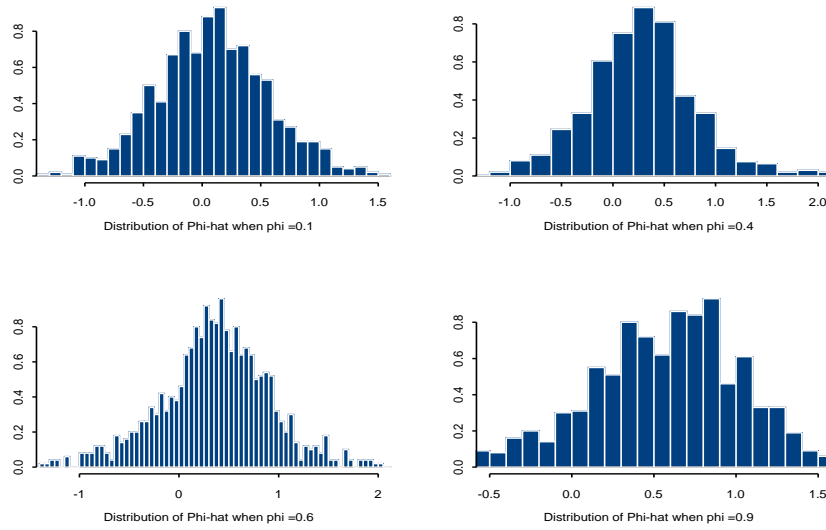 0.0 0.2 0.4 0.6 0.8
-1.0 -0.5 0.0 0.5 1.0 1.5
Distribution of Phi-hat when phi =0.1
0.0 0.2 0.4 0.6 0.8
-1.0 -0.5 0.0 0.5 1.0 1.5 2.0
Distribution of Phi-hat when phi =0.4
0.0 0.2 0.4 0.6 0.8
-1 0 1 2
Distribution of Phi-hat when phi =0.6
0.0 0.2 0.4 0.6 0.8
-0.5 0.0 0.5 1.0 1.5
Distribution of Phi-hat when phi =0.9